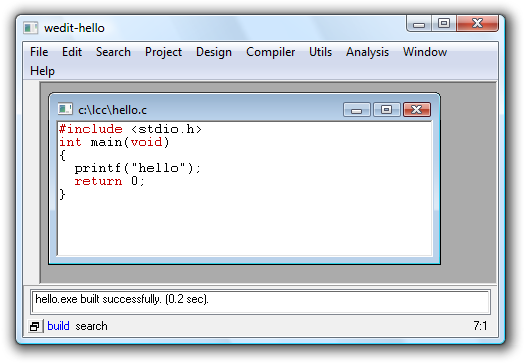 wedit-hello
File Edit Search Project Design Compiler Utils Analysis Window
Help
c:\lcc\hello.c
#include <stdio.h>
int main(void)
{
  printf("hello");
  return 0;
}
hello.exe built successfully. (0.2 sec).
build search 7:1